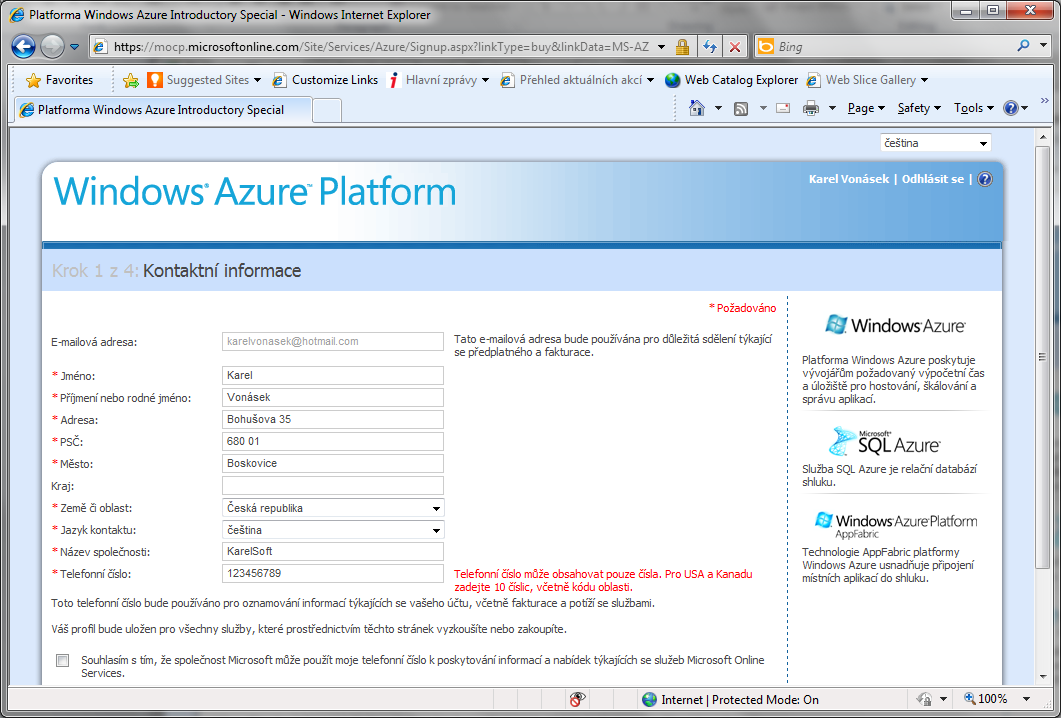 Platforma Windows Azure Introductory Special - Windows Internet Explorer
https://mocp.microsoftonline.com/Site/Services/Azure/Signup.aspx?linkType=buy&linkData=MS-AZ
Bing
Favorites
Suggested Sites
Customize Links
Hlavní zprávy
Přehled aktuálních akcí
Web Catalog Explorer
Web Slice Gallery
Platforma Windows Azure Introductory Special
Page
Safety
Tools
čeština
Windows® Azure™ Platform
Karel Vonásek | Odhlásit se |
Krok 1 z 4: Kontaktní informace
* Požadováno
E-mailová adresa:
karelvonasek@hotmail.com
Tato e-mailová adresa bude používána pro důležitá sdělení týkající
se předplatného a fakturace.
* Jméno:
Karel
* Příjmení nebo rodné jméno:
Vonásek
* Adresa:
Bohušova 35
* PSČ:
680 01
* Město:
Boskovice
Kraj:
* Země či oblast:
Česká republika
* Jazyk kontaktu:
čeština
* Název společnosti:
KarelSoft
* Telefonní číslo:
123456789
Telefonní číslo může obsahovat pouze čísla. Pro USA a Kanadu
zadejte 10 číslic, včetně kódu oblasti.
Toto telefonní číslo bude používáno pro oznamování informací týkajících se vašeho účtu, včetně fakturace a potíží se službami.
Váš profil bude uložen pro všechny služby, které prostřednictvím těchto stránek vyzkoušíte nebo zakoupíte.
Souhlasím s tím, že společnost Microsoft může použít moje telefonní číslo k poskytování informací a nabídek týkajících se služeb Microsoft Online
Services.
Windows Azure
Platforma Windows Azure poskytuje
vývojářům požadovaný výpočetní čas
a úložiště pro hostování, škálování a
správu aplikací.
Microsoft®
SQL Azure
Služba SQL Azure je relační databází
shluku.
Windows Azure Platform
AppFabric
Technologie AppFabric platformy
Windows Azure usnadňuje připojení
místních aplikací do shluku.
Internet | Protected Mode: On
100%